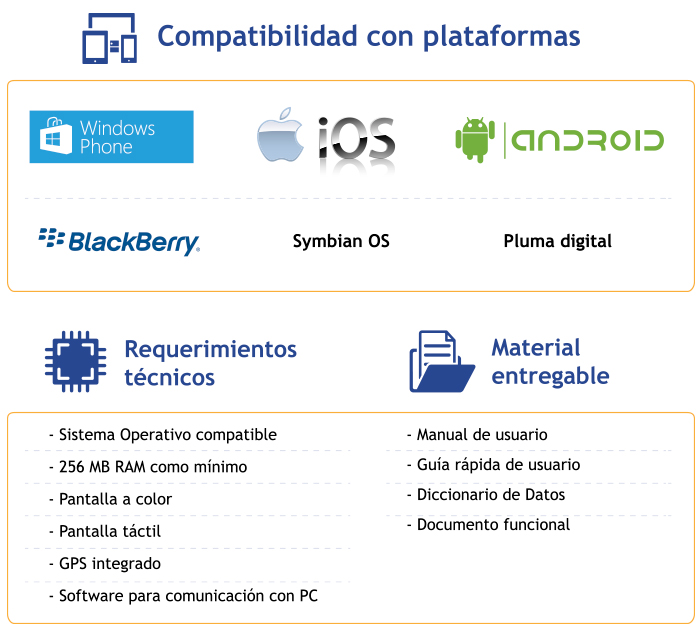 Compatibilidad con plataformas
Windows
Phone
iOS
ANDROID
BlackBerry
Symbian OS
Pluma digital
Requerimientos
técnicos
- Sistema Operativo compatible
- 256 MB RAM como mínimo
- Pantalla a color
- Pantalla táctil
- GPS integrado
- Software para comunicación con PC
Material
entregable
- Manual de usuario
- Guía rápida de usuario
- Diccionario de Datos
- Documento funcional